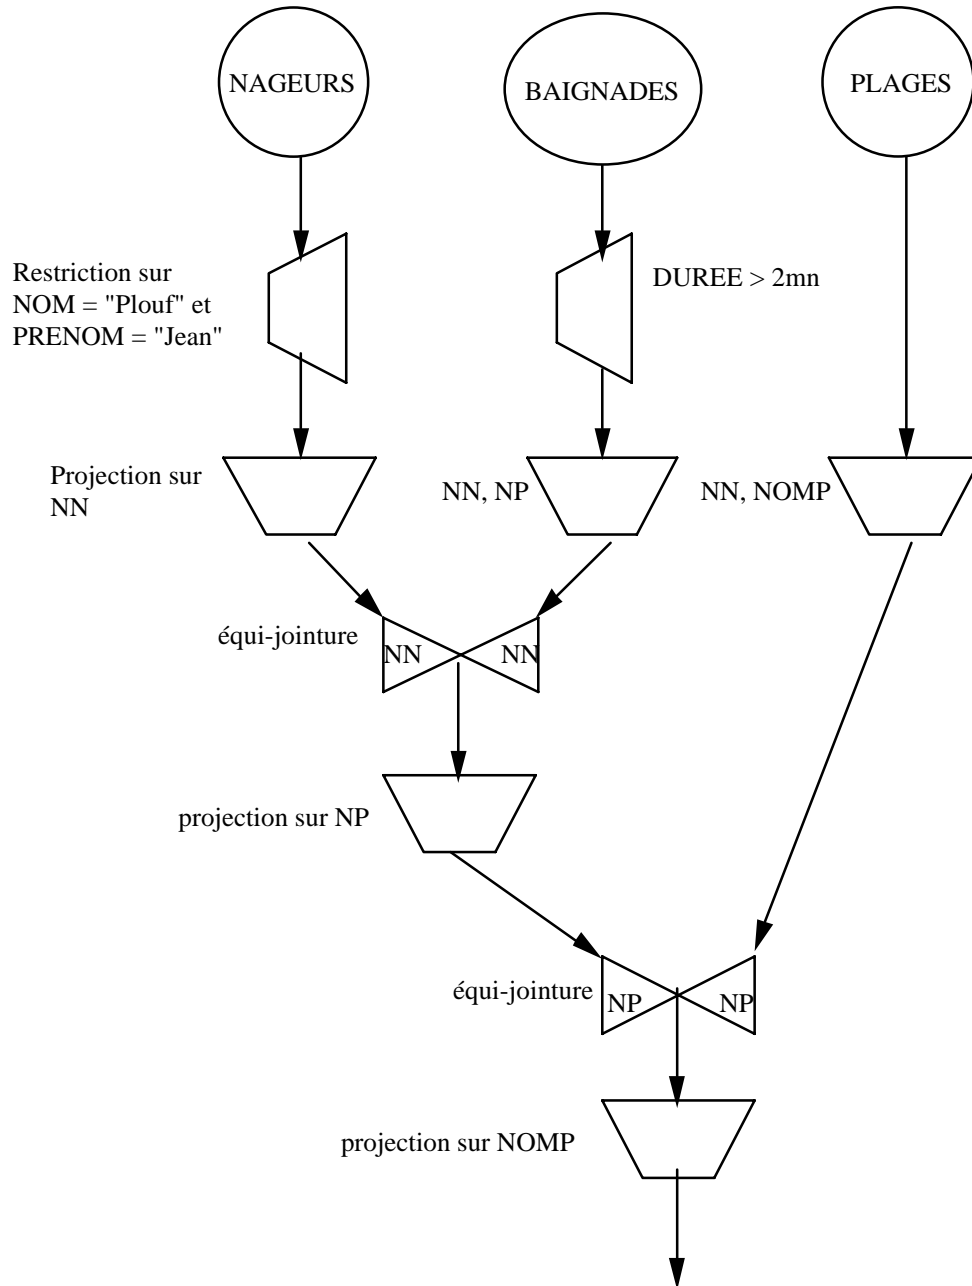 NAGEURS
BAIGNADES
PLAGES
Restriction sur
NOM = "Plouf" et
PRENOM = "Jean"
DUREE > 2mn
Projection sur
NN
NN, NP
NN, NOMP
équi-jointure
NN
NN
projection sur NP
équi-jointure
NP
NP
projection sur NOMP